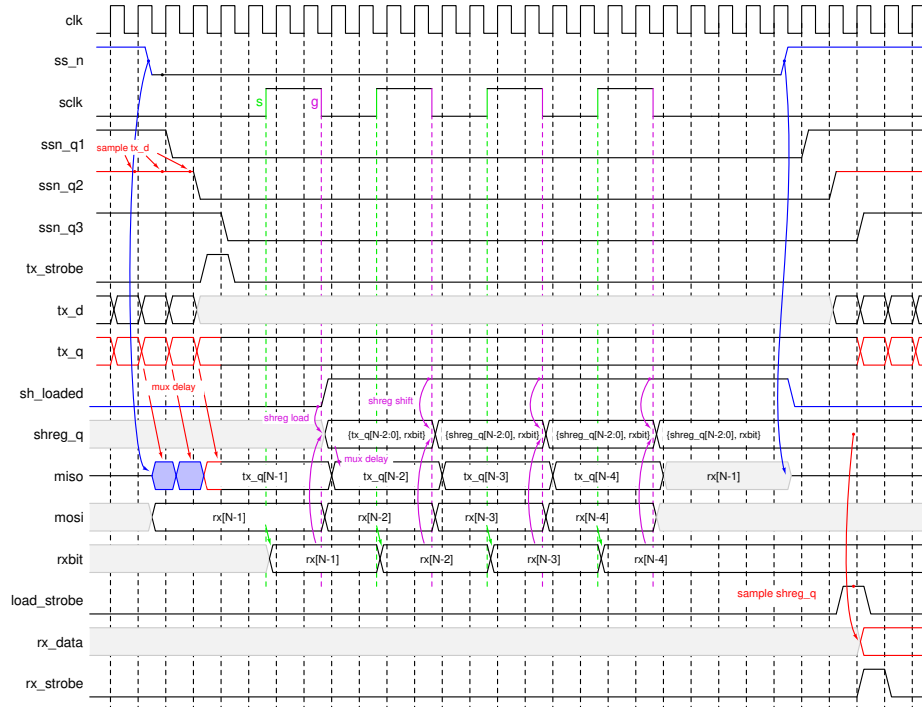 clk
ss_n
sclk s g
ssn_q1
sample tx_d
ssn_q2
ssn_q3
tx_strobe
tx_d
tx_q
mux delay
sh_loaded
shreg shift
shreg load
shreg_q {tx_q[N-2:0], rxbit} {shreg_q[N-2:0], rxbit} {shreg_q[N-2:0], rxbit} {shreg_q[N-2:0], rxbit}
mux delay
miso tx_q[N-1] tx_q[N-2] tx_q[N-3] tx_q[N-4] rx[N-1]
mosi rx[N-1] rx[N-2] rx[N-3] rx[N-4]
rxbit rx[N-1] rx[N-2] rx[N-3] rx[N-4]
load_strobe sample shreg_q
rx_data
rx_strobe